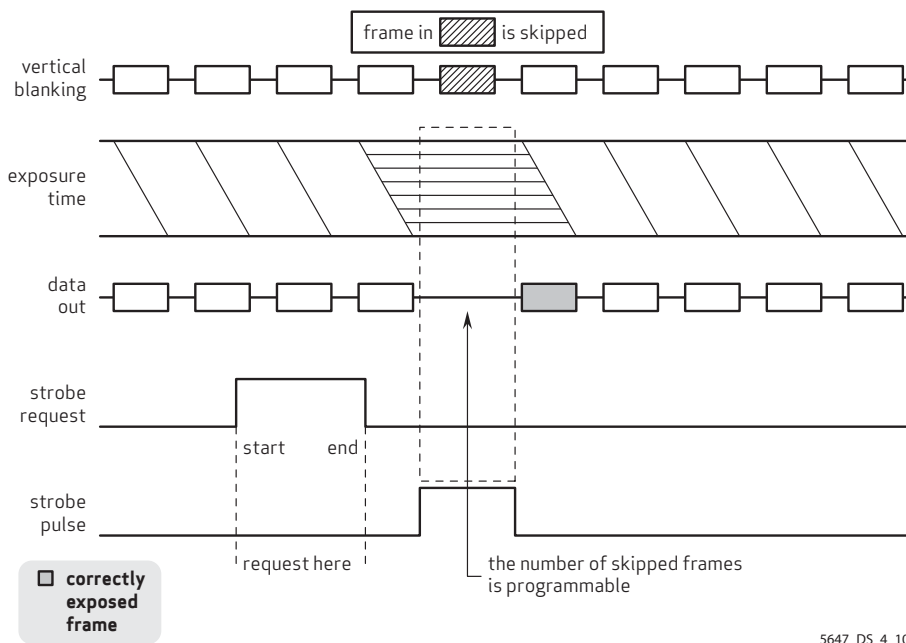 frame in is skipped
vertical
blanking
exposure
time
data
out
strobe
request
start end
strobe
pulse
request here
the number of skipped frames
is programmable
correctly
exposed
frame
5647_DS_4_10